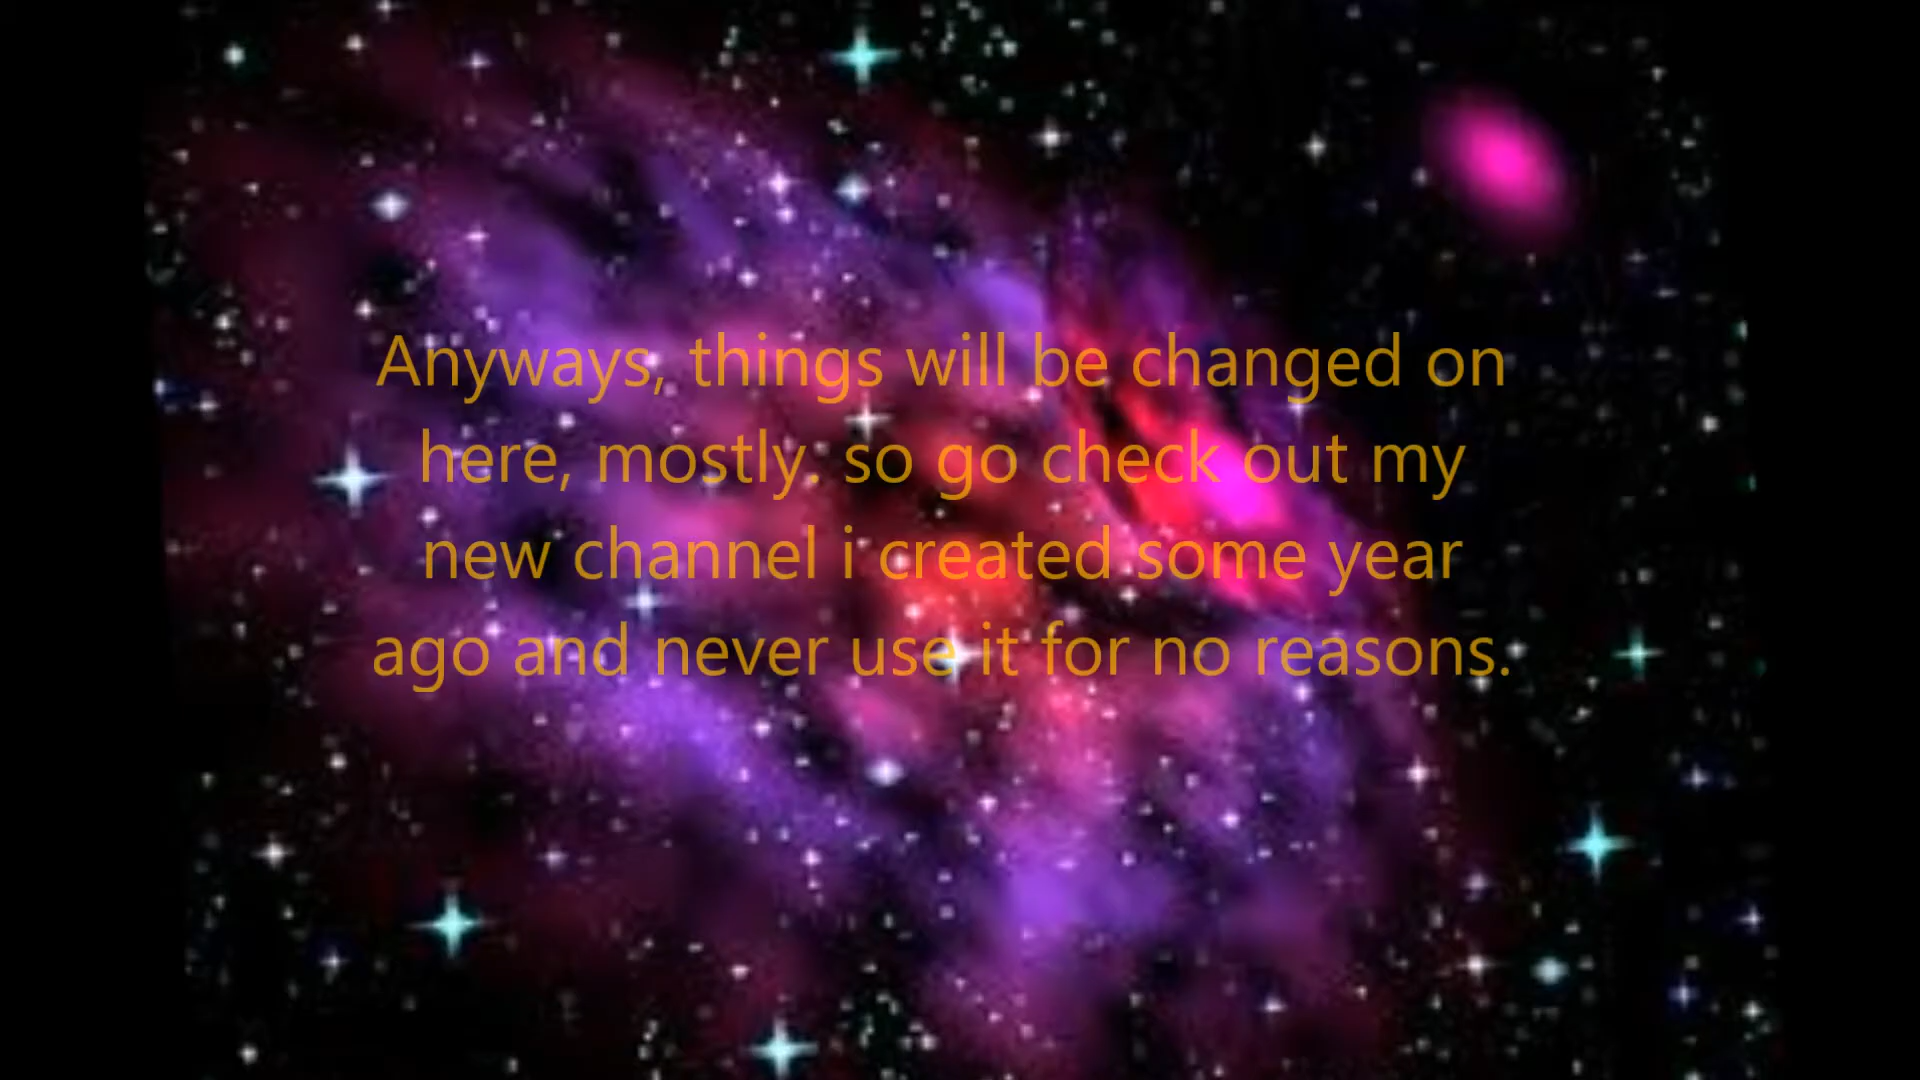 Anyways, things will be changed on
here, mostly. so go check out my
new channel i created some year
ago and never use it for no reasons.